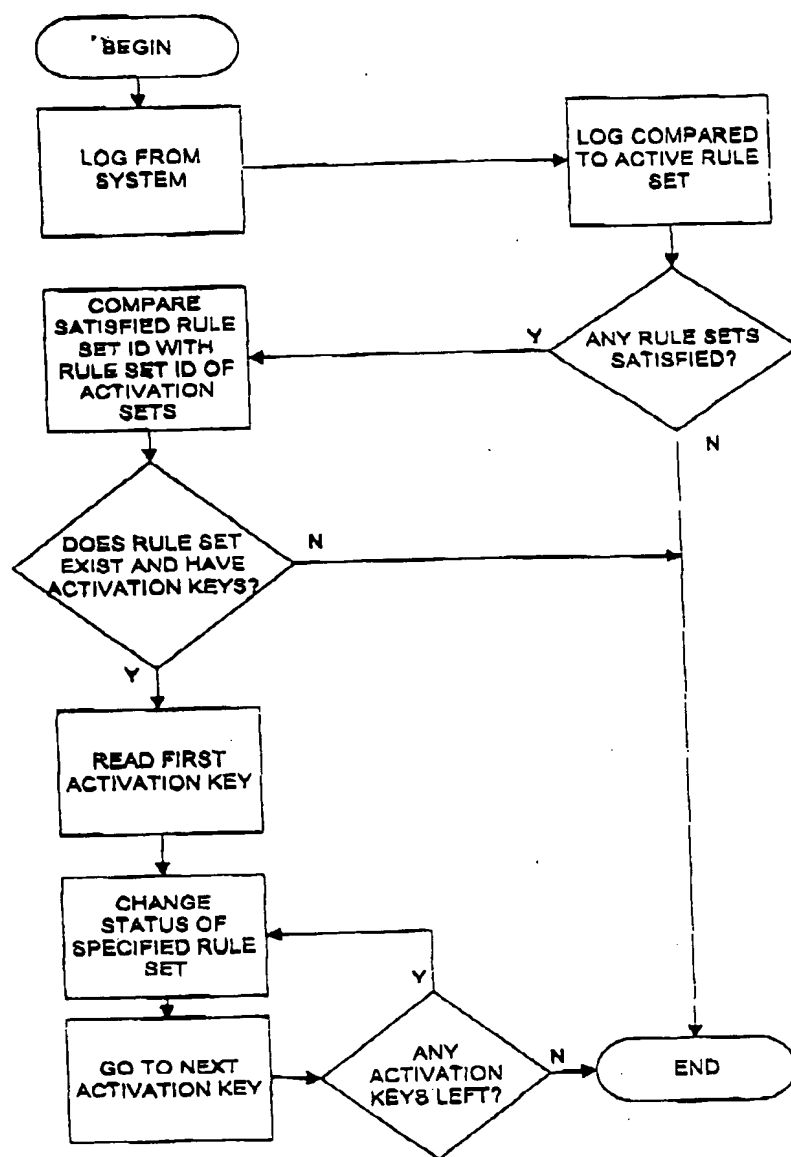 BEGIN
LOG FROM
SYSTEM
LOG COMPARED
TO ACTIVE RULE
SET
ANY RULE SETS
SATISFIED?
Y
N
COMPARE
SATISFIED RULE
SET ID WITH
RULE SET ID OF
ACTIVATION
SETS
DOES RULE SET
EXIST AND HAVE
ACTIVATION KEYS?
N
Y
READ FIRST
ACTIVATION KEY
CHANGE
STATUS OF
SPECIFIED RULE
SET
GO TO NEXT
ACTIVATION KEY
ANY
ACTIVATION
KEYS LEFT?
Y
N
END